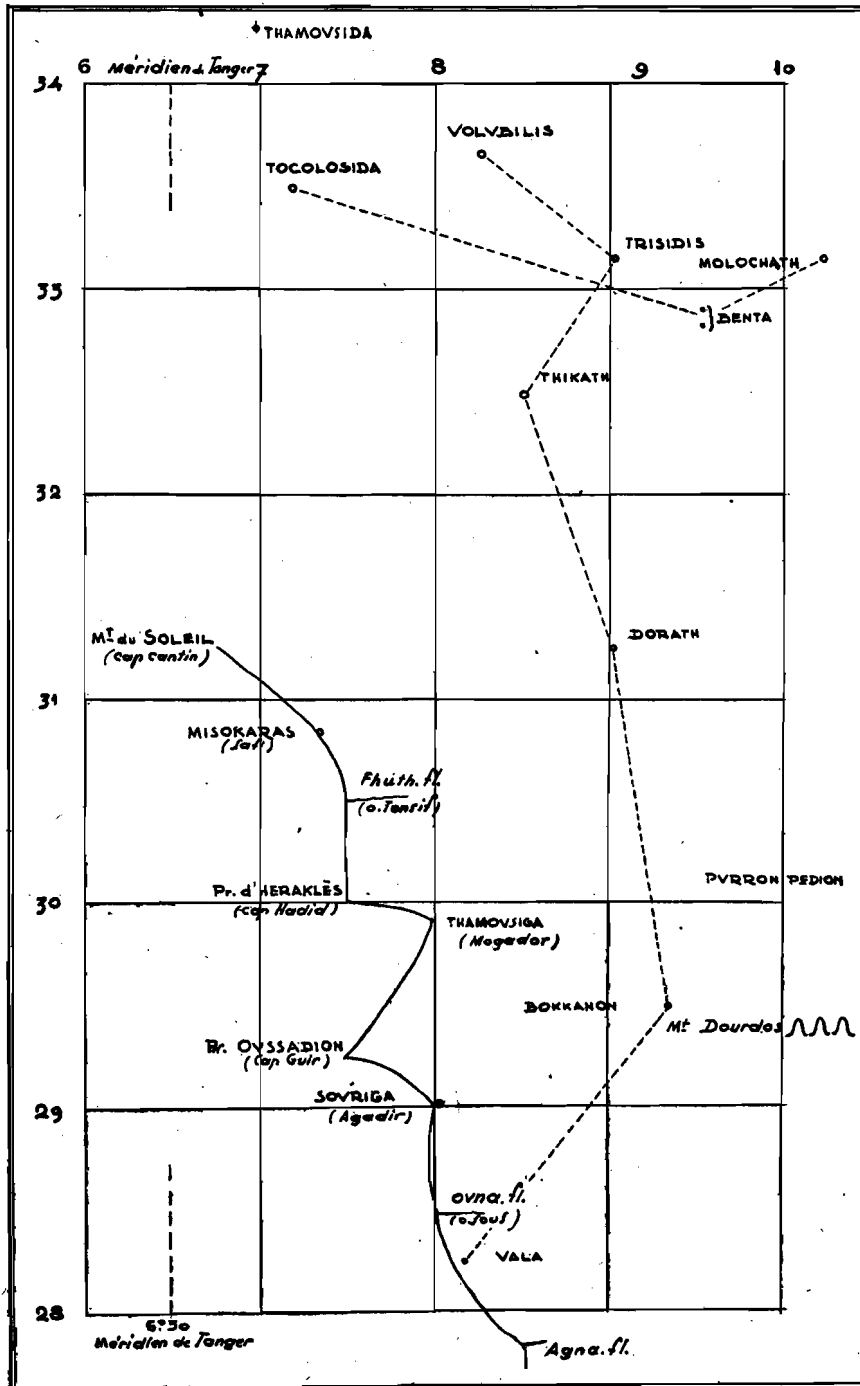 THAMOVSIDA
6 Méridien de Tanger 7 8 9 10
34
VOLVBILIS
TOCOLOSIDA
TRISIDIS
MOLOCHATH
33
BENTA
THIKATH
32
DORATH
Mt du SOLEIL
(Cap Cantin)
31
MISOKARAS
(Safi)
Fhuth. fl.
(O. Tensif)
PVRRON PEDION
Pr. d'HERAKLÈS
30
(Cap Hadid)
THAMOVSIGA
(Mogador)
BOKKANON
Mt Dourdos
Pr. OVSSADION
(Cap Guir)
29
SOVRIGA
(Agadir)
OVNA. fl.
(O. Sous)
VALA
28
6°30
Méridien de Tanger
Agna. fl.